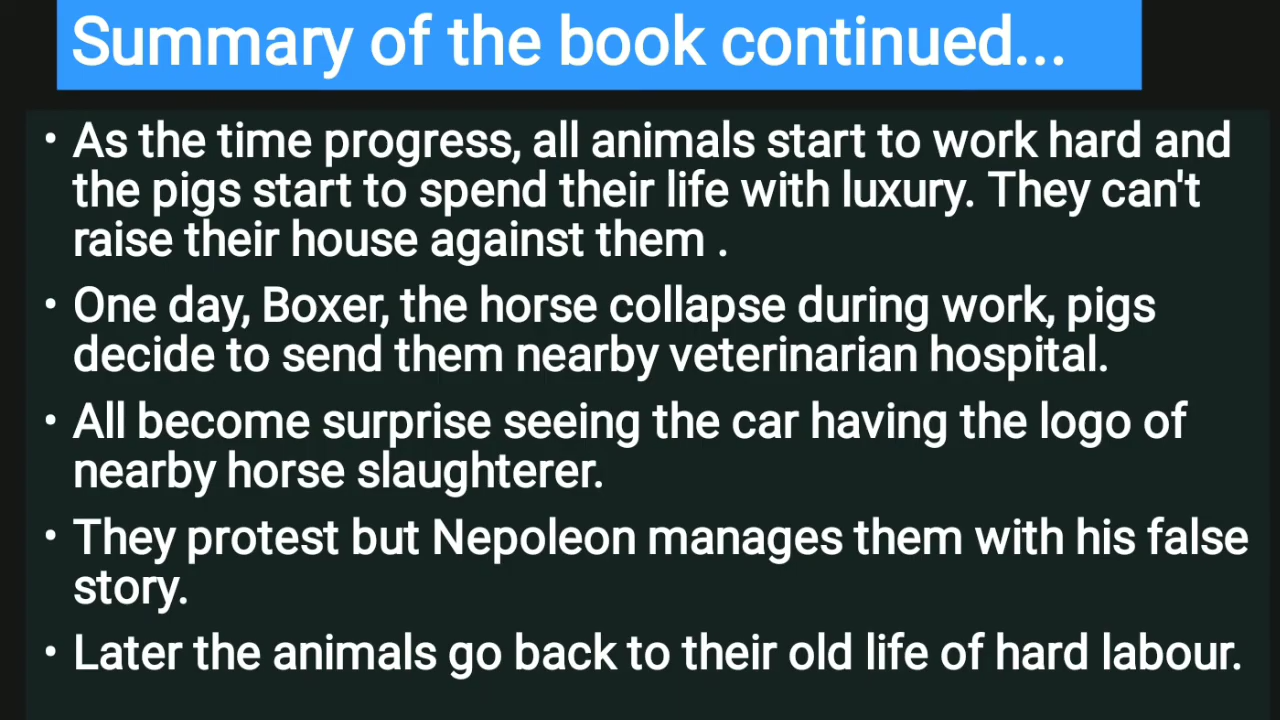 Summary of the book continued...
• As the time progress, all animals start to work hard and
the pigs start to spend their life with luxury. They can't
raise their house against them .
• One day, Boxer, the horse collapse during work, pigs
decide to send them nearby veterinarian hospital.
• All become surprise seeing the car having the logo of
nearby horse slaughterer.
• They protest but Nepoleon manages them with his false
story.
• Later the animals go back to their old life of hard labour.